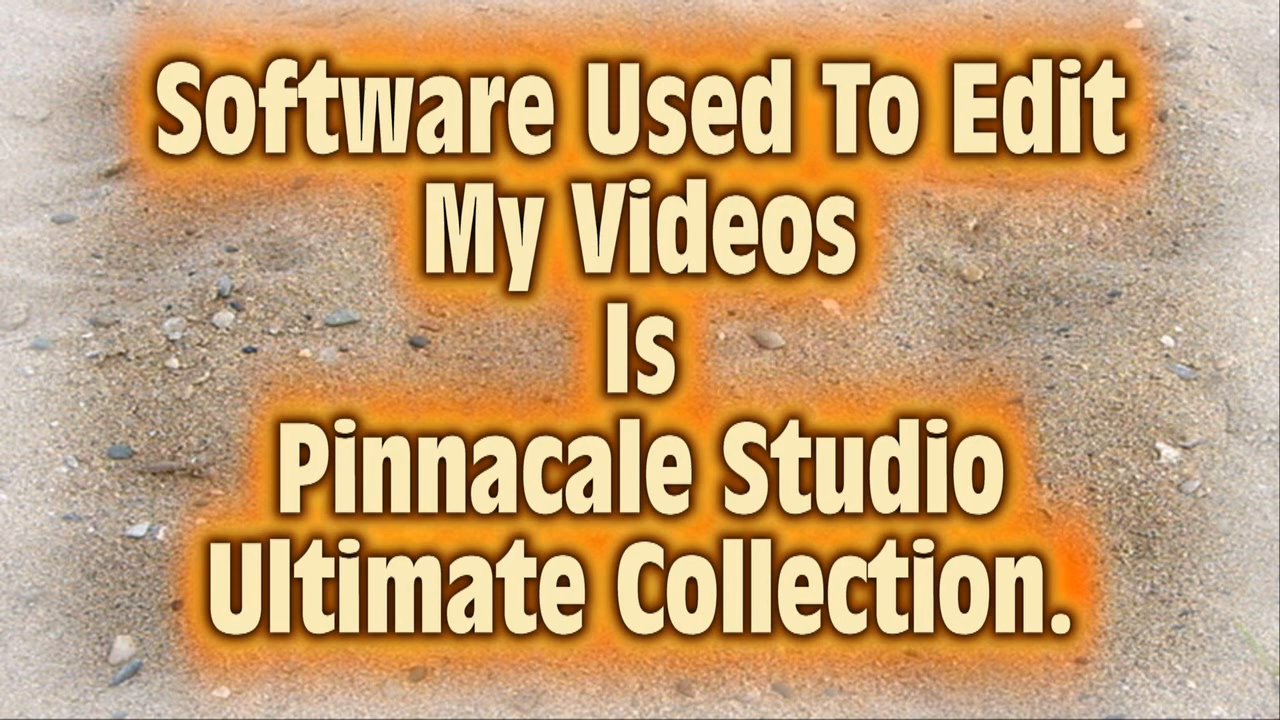 Software Used To Edit
My Videos
Is
Pinnacale Studio
Ultimate Collection.